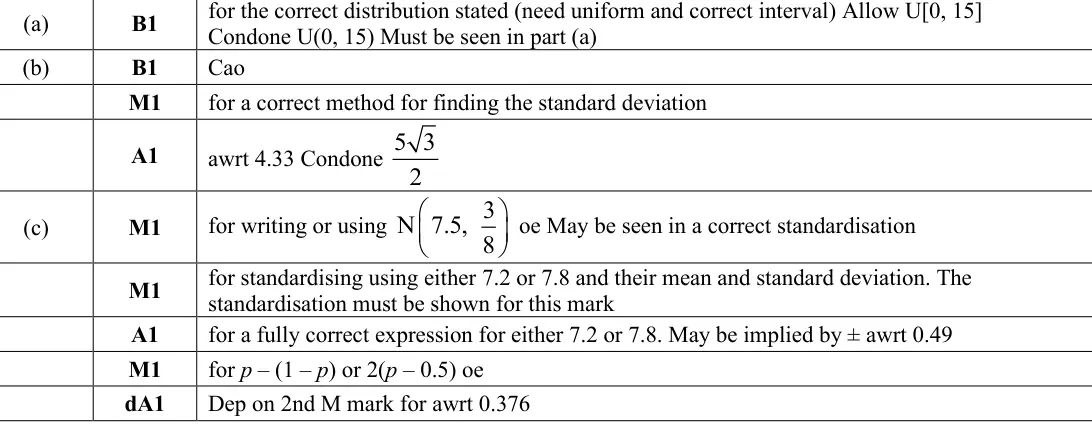 (a) B1 for the correct distribution stated (need uniform and correct interval) Allow U[0, 15]
Condone U(0, 15) Must be seen in part (a)
(b) B1 Cao
M1 for a correct method for finding the standard deviation
A1 awrt 4.33 Condone 5√3/2
(c) M1 for writing or using N(7.5, 3/8) oe May be seen in a correct standardisation
M1 for standardising using either 7.2 or 7.8 and their mean and standard deviation. The
standardisation must be shown for this mark
A1 for a fully correct expression for either 7.2 or 7.8. May be implied by ± awrt 0.49
M1 for p – (1 – p) or 2(p – 0.5) oe
dA1 Dep on 2nd M mark for awrt 0.376